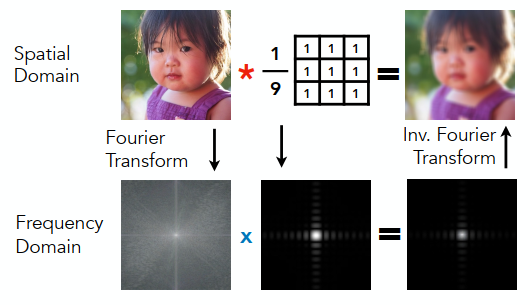 Spatial
Domain
*
1
9
1 1 1
1 1 1
1 1 1
=
Fourier
Transform
Inv. Fourier
Transform
Frequency
Domain
x
=